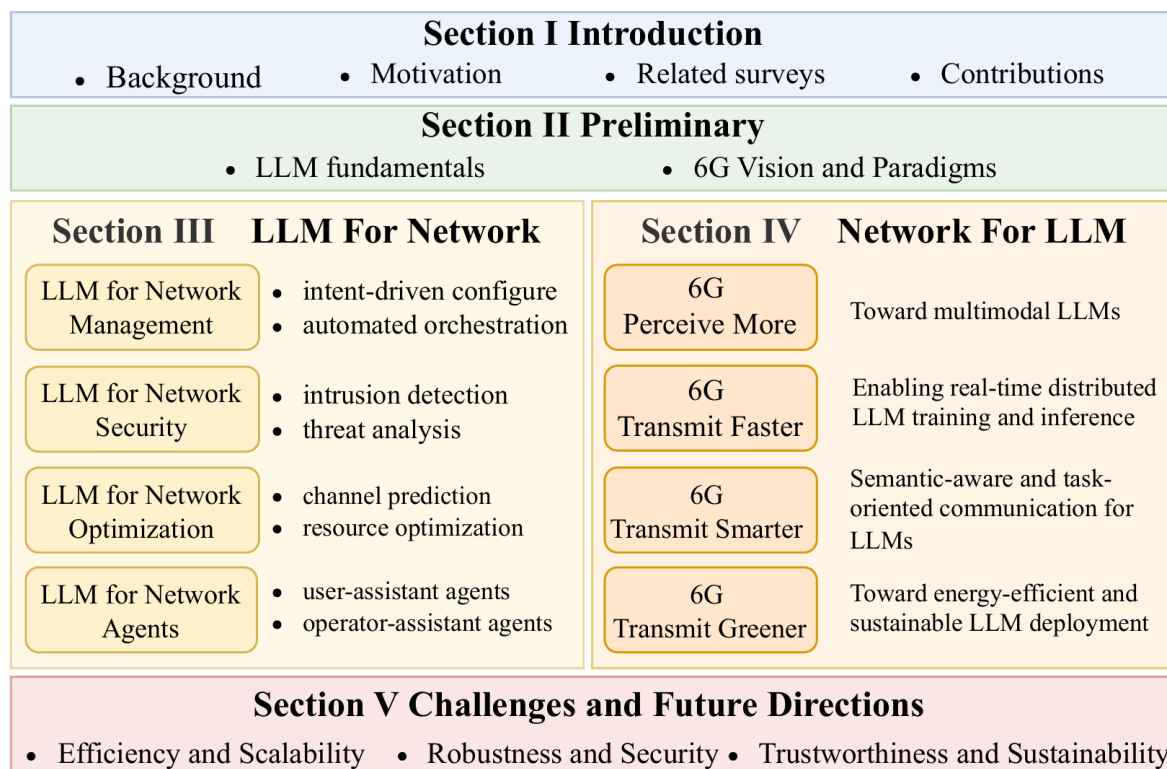 Section I Introduction
• Background • Motivation • Related surveys • Contributions
Section II Preliminary
• LLM fundamentals • 6G Vision and Paradigms
Section III LLM For Network
LLM for Network
Management
• intent-driven configure
• automated orchestration
LLM for Network
Security
• intrusion detection
• threat analysis
LLM for Network
Optimization
• channel prediction
• resource optimization
LLM for Network
Agents
• user-assistant agents
• operator-assistant agents
Section IV Network For LLM
6G
Perceive More
Toward multimodal LLMs
6G
Transmit Faster
Enabling real-time distributed
LLM training and inference
6G
Transmit Smarter
Semantic-aware and task-
oriented communication for
LLMs
6G
Transmit Greener
Toward energy-efficient and
sustainable LLM deployment
Section V Challenges and Future Directions
• Efficiency and Scalability • Robustness and Security • Trustworthiness and Sustainability